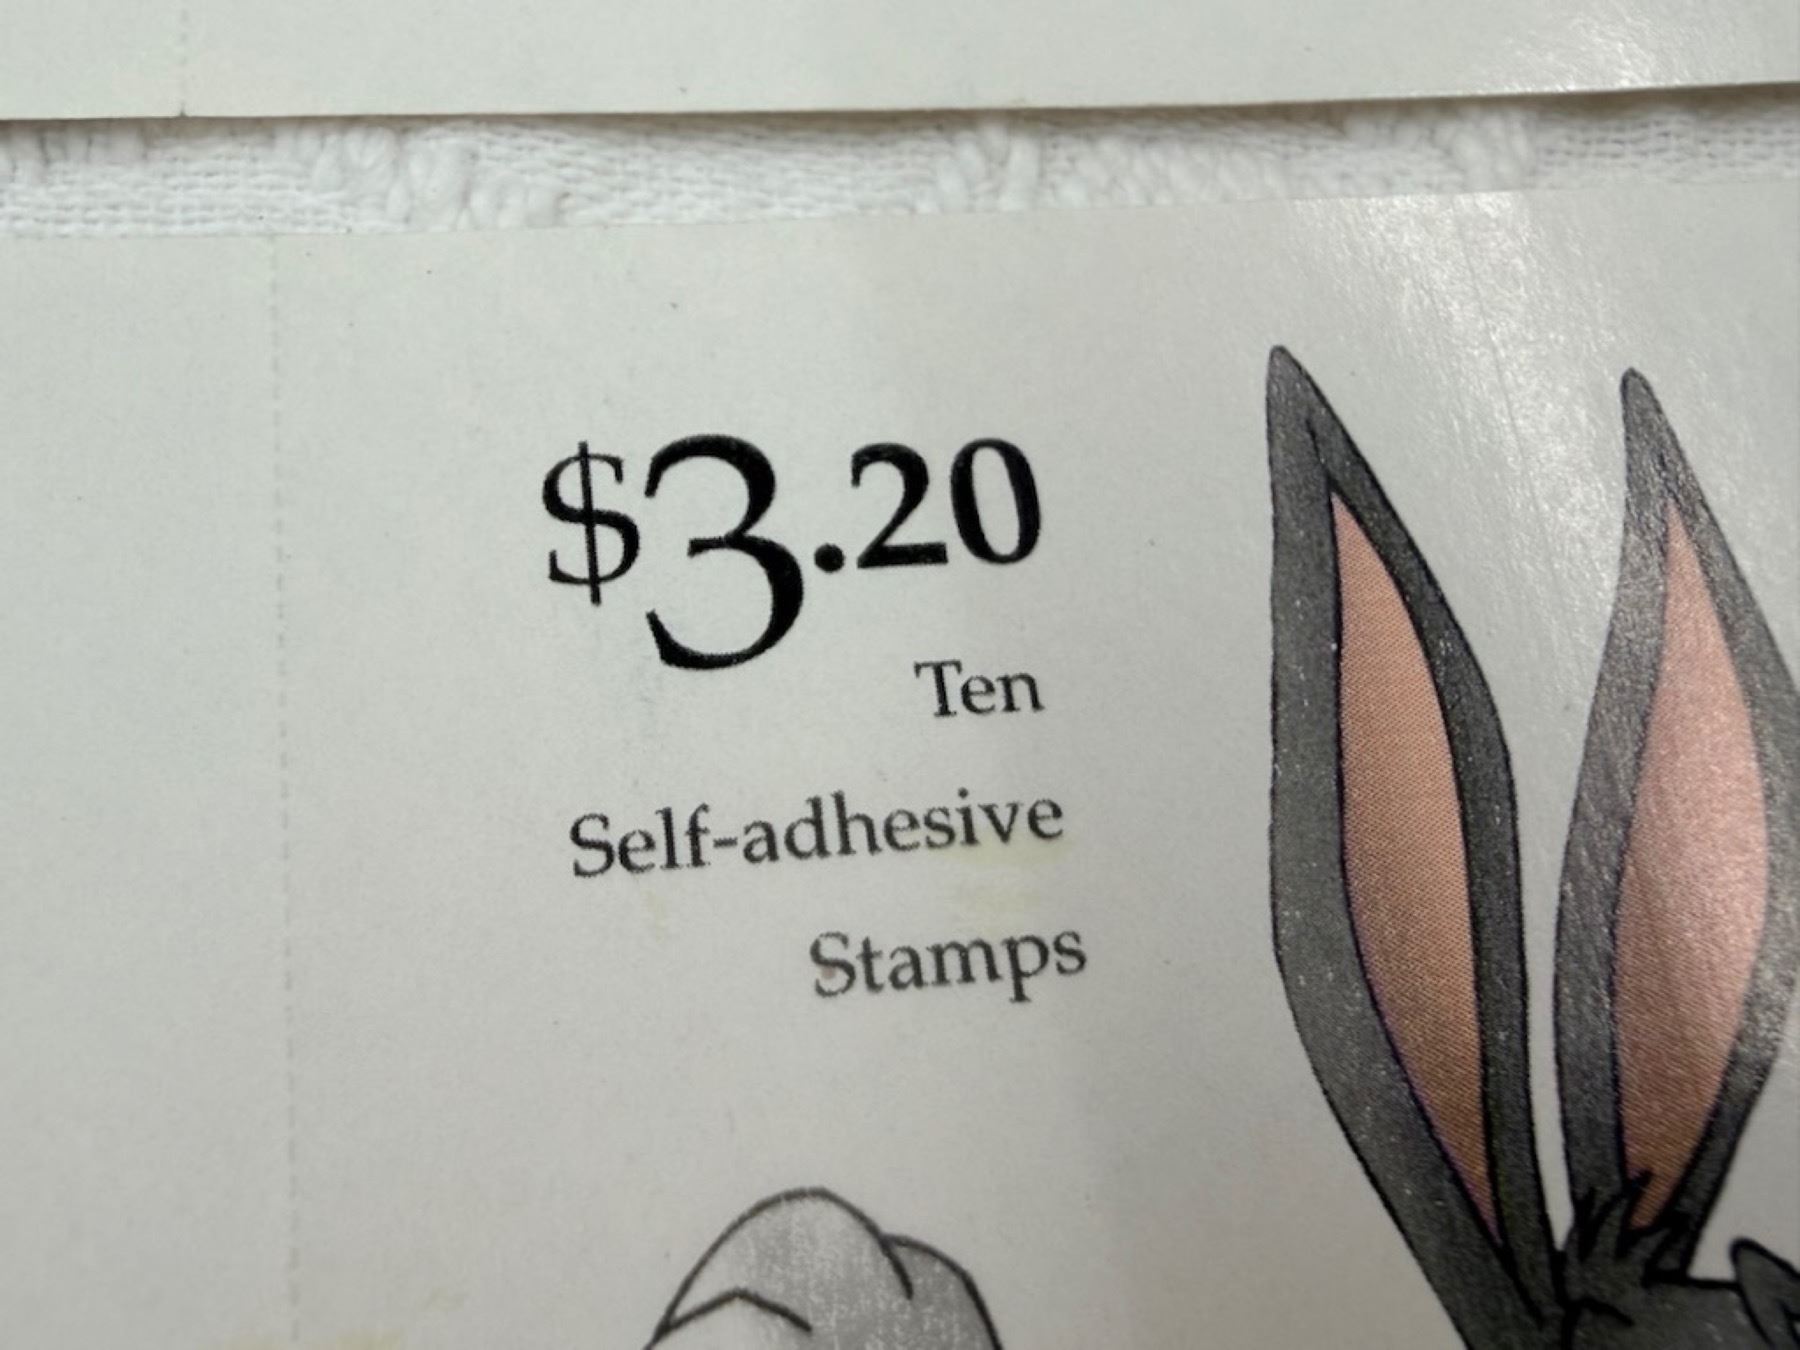 $3.20
Ten
Self-adhesive
Stamps